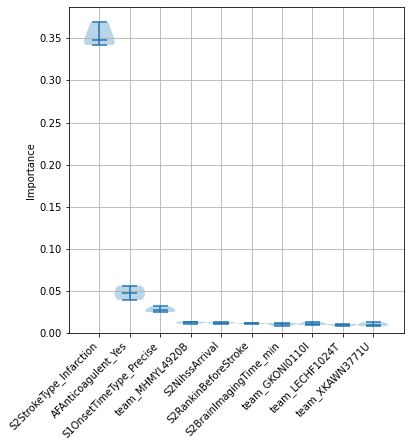 0.35
0.30
0.25
0.20
0.15
0.10
0.05
0.00
Importance
S2StrokeType_Infarction
AFAnticoagulent_Yes
S1OnsetTimeType_Precise
team_MHMYL4920B
S2NihssArrival
S2RankinBeforeStroke
S2BrainImagingTime_min
team_GKONI0110I
team_LECHF1024T
team_XKAWN3771U